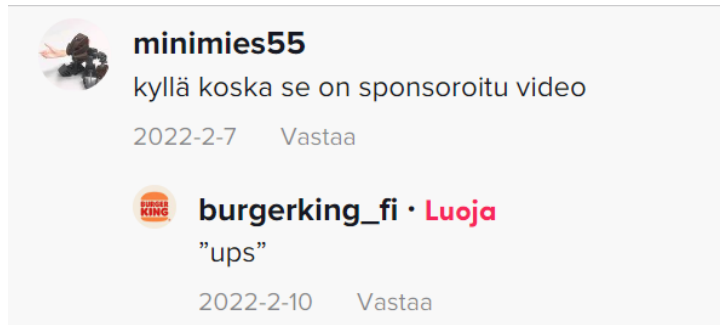 minimies55
kyllä koska se on sponsoroitu video
2022-2-7 Vastaa
BURGER
KING
burgerking_fi · Luoja
”ups”
2022-2-10 Vastaa